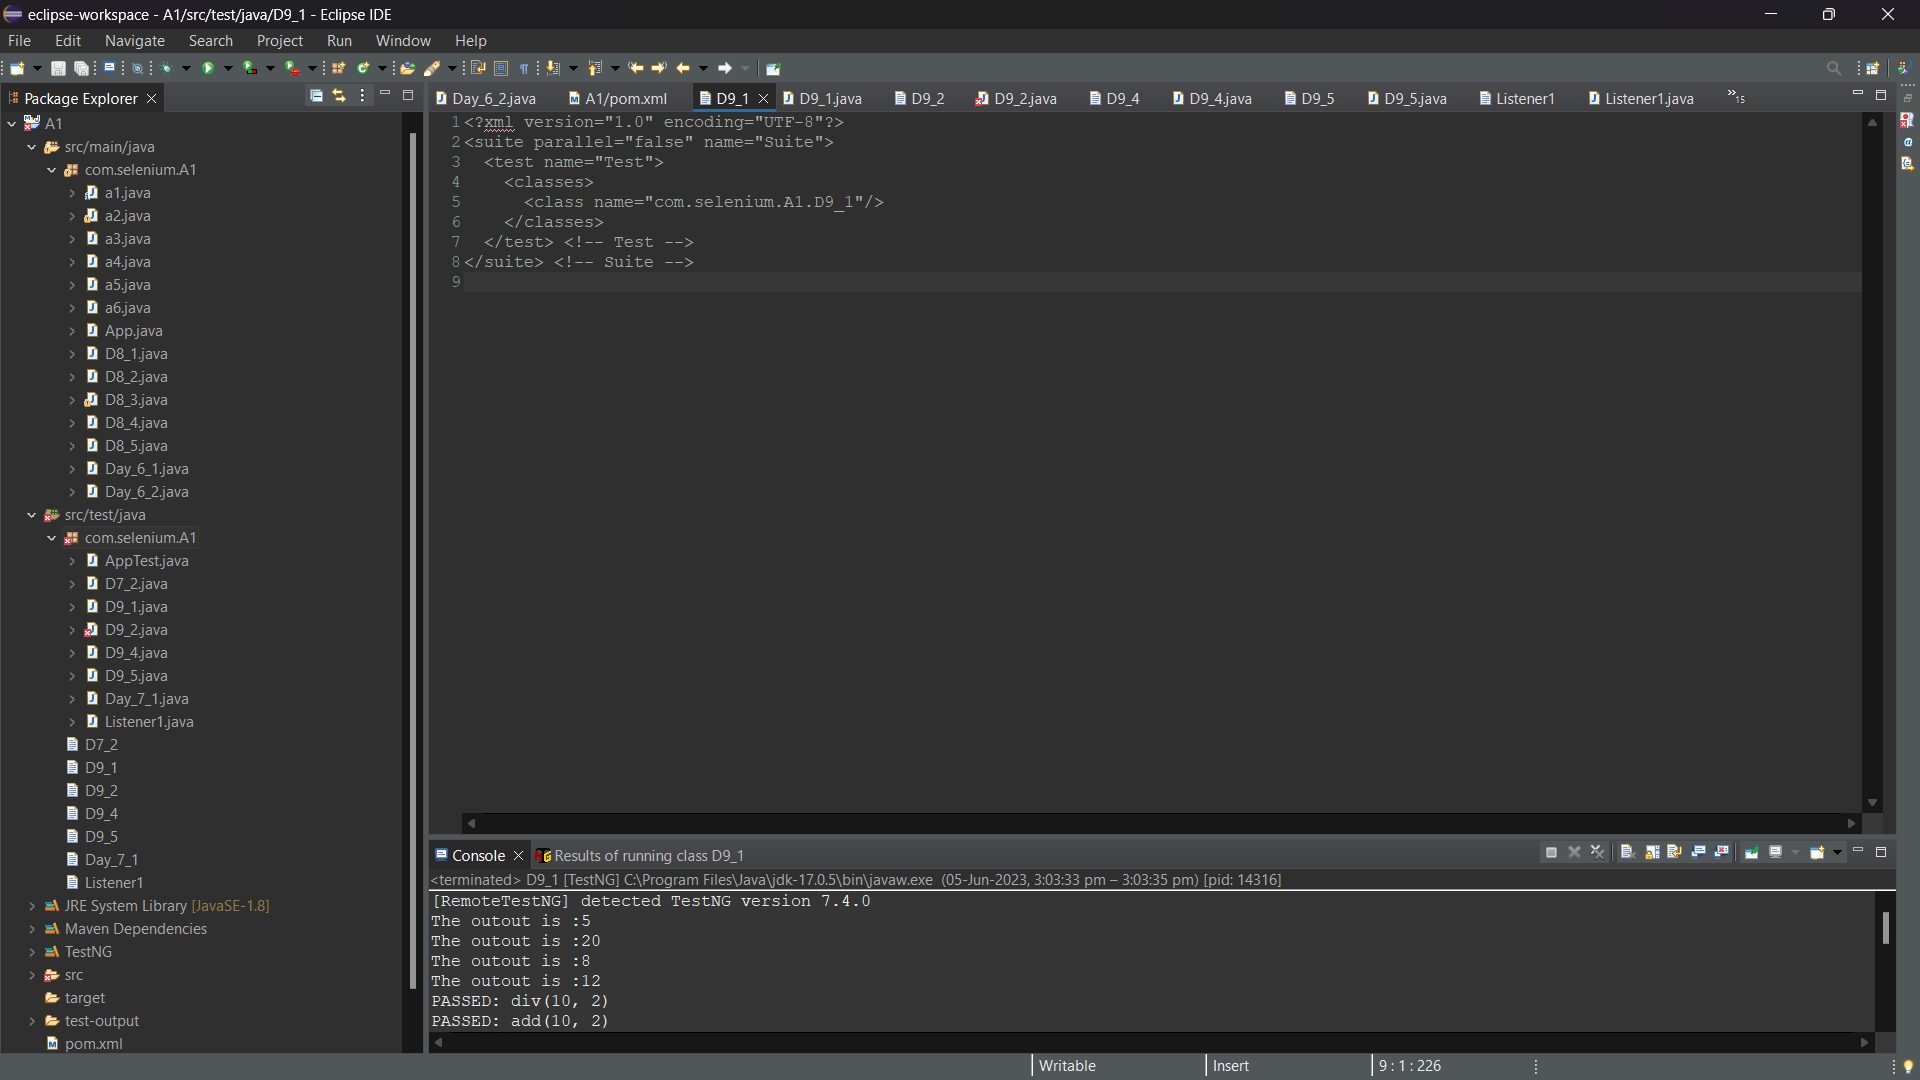 eclipse-workspace - A1/src/test/java/D9_1 - Eclipse IDE
File Edit Navigate Search Project Run Window Help
Package Explorer
A1
src/main/java
com.selenium.A1
a1.java
a2.java
a3.java
a4.java
a5.java
a6.java
App.java
D8_1.java
D8_2.java
D8_3.java
D8_4.java
D8_5.java
Day_6_1.java
Day_6_2.java
src/test/java
com.selenium.A1
AppTest.java
D7_2.java
D9_1.java
D9_2.java
D9_4.java
D9_5.java
Day_7_1.java
Listener1.java
D7_2
D9_1
D9_2
D9_4
D9_5
Day_7_1
Listener1
JRE System Library [JavaSE-1.8]
Maven Dependencies
TestNG
src
target
test-output
pom.xml
Day_6_2.java A1/pom.xml D9_1 D9_1.java D9_2 D9_2.java D9_4 D9_4.java D9_5 D9_5.java Listener1 Listener1.java »15
1 <?xml version="1.0" encoding="UTF-8"?>
2 <suite parallel="false" name="Suite">
3 <test name="Test">
4 <classes>
5 <class name="com.selenium.A1.D9_1"/>
6 </classes>
7 </test> <!-- Test -->
8 </suite> <!-- Suite -->
9
Console Results of running class D9_1
<terminated> D9_1 [TestNG] C:\Program Files\Java\jdk-17.0.5\bin\javaw.exe (05-Jun-2023, 3:03:33 pm – 3:03:35 pm) [pid: 14316]
[RemoteTestNG] detected TestNG version 7.4.0
The outout is :5
The outout is :20
The outout is :8
The outout is :12
PASSED: div(10, 2)
PASSED: add(10, 2)
Writable Insert 9 : 1 : 226